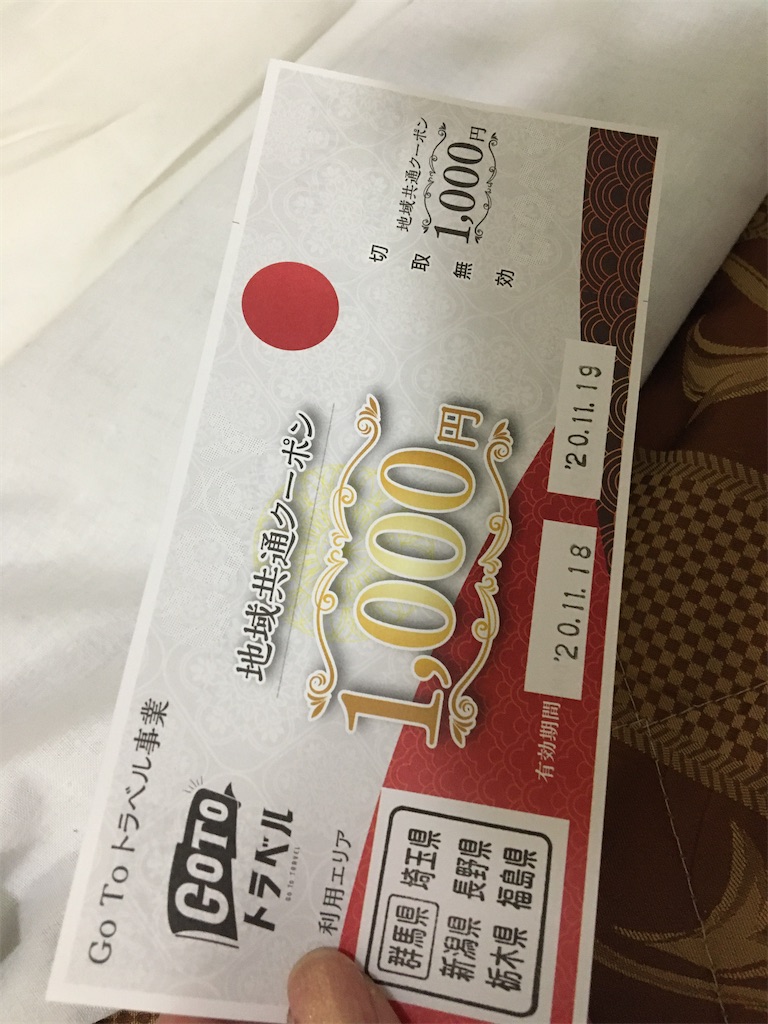 Go To トラベル事業
GOTO
トラベル
GO TO TRAVEL
地域共通クーポン
1,000円
利用エリア
群馬県 埼玉県
新潟県 長野県
栃木県 福島県
有効期間
'20.11.18
'20.11.19
地域共通クーポン
1,000円
切取無効